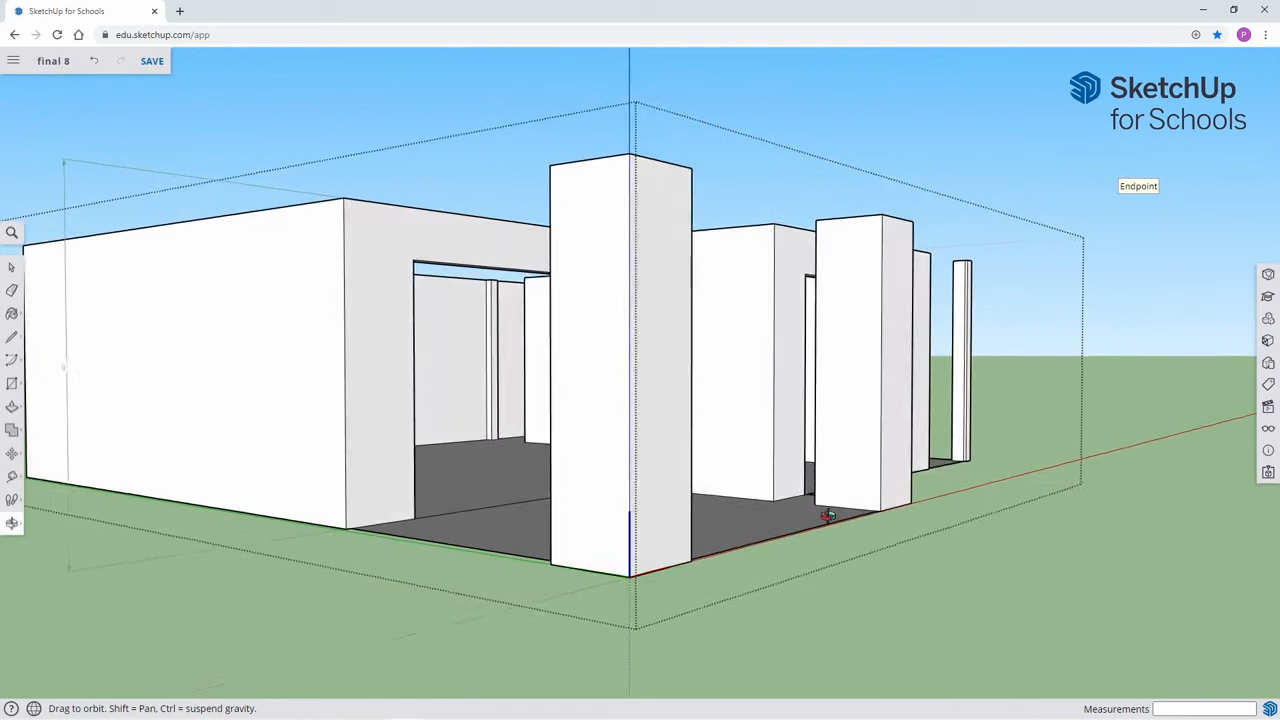 SketchUp for Schools
edu.sketchup.com/app
P
final 8
SAVE
SketchUp
for Schools
Endpoint
Drag to orbit. Shift = Pan, Ctrl = suspend gravity.
Measurements